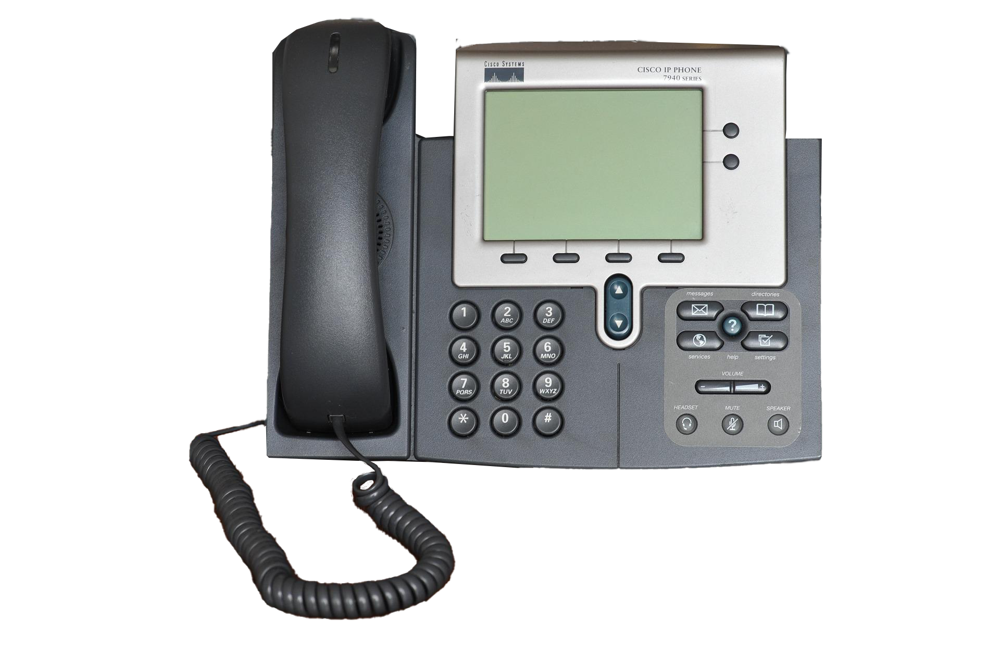 CISCO SYSTEMS
CISCO IP PHONE
7940 SERIES
messages directories
?
services help settings
VOLUME
- +
HEADSET MUTE SPEAKER
1 2 ABC 3 DEF
4 GHI 5 JKL 6 MNO
7 PQRS 8 TUV 9 WXYZ
* 0 #